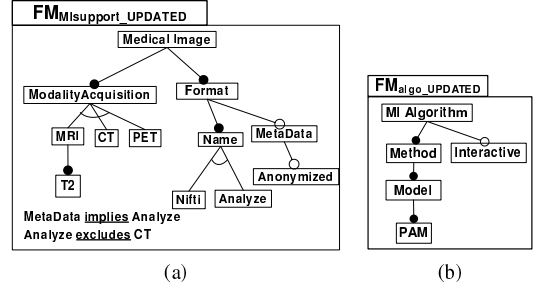 FMMIsupport_UPDATED
Medical Image
ModalityAcquisition
Format
MRI
CT
PET
Name
MetaData
T2
Anonymized
Nifti
Analyze
MetaData implies Analyze
Analyze excludes CT
(a)
FMalgo_UPDATED
MI Algorithm
Method
Interactive
Model
PAM
(b)